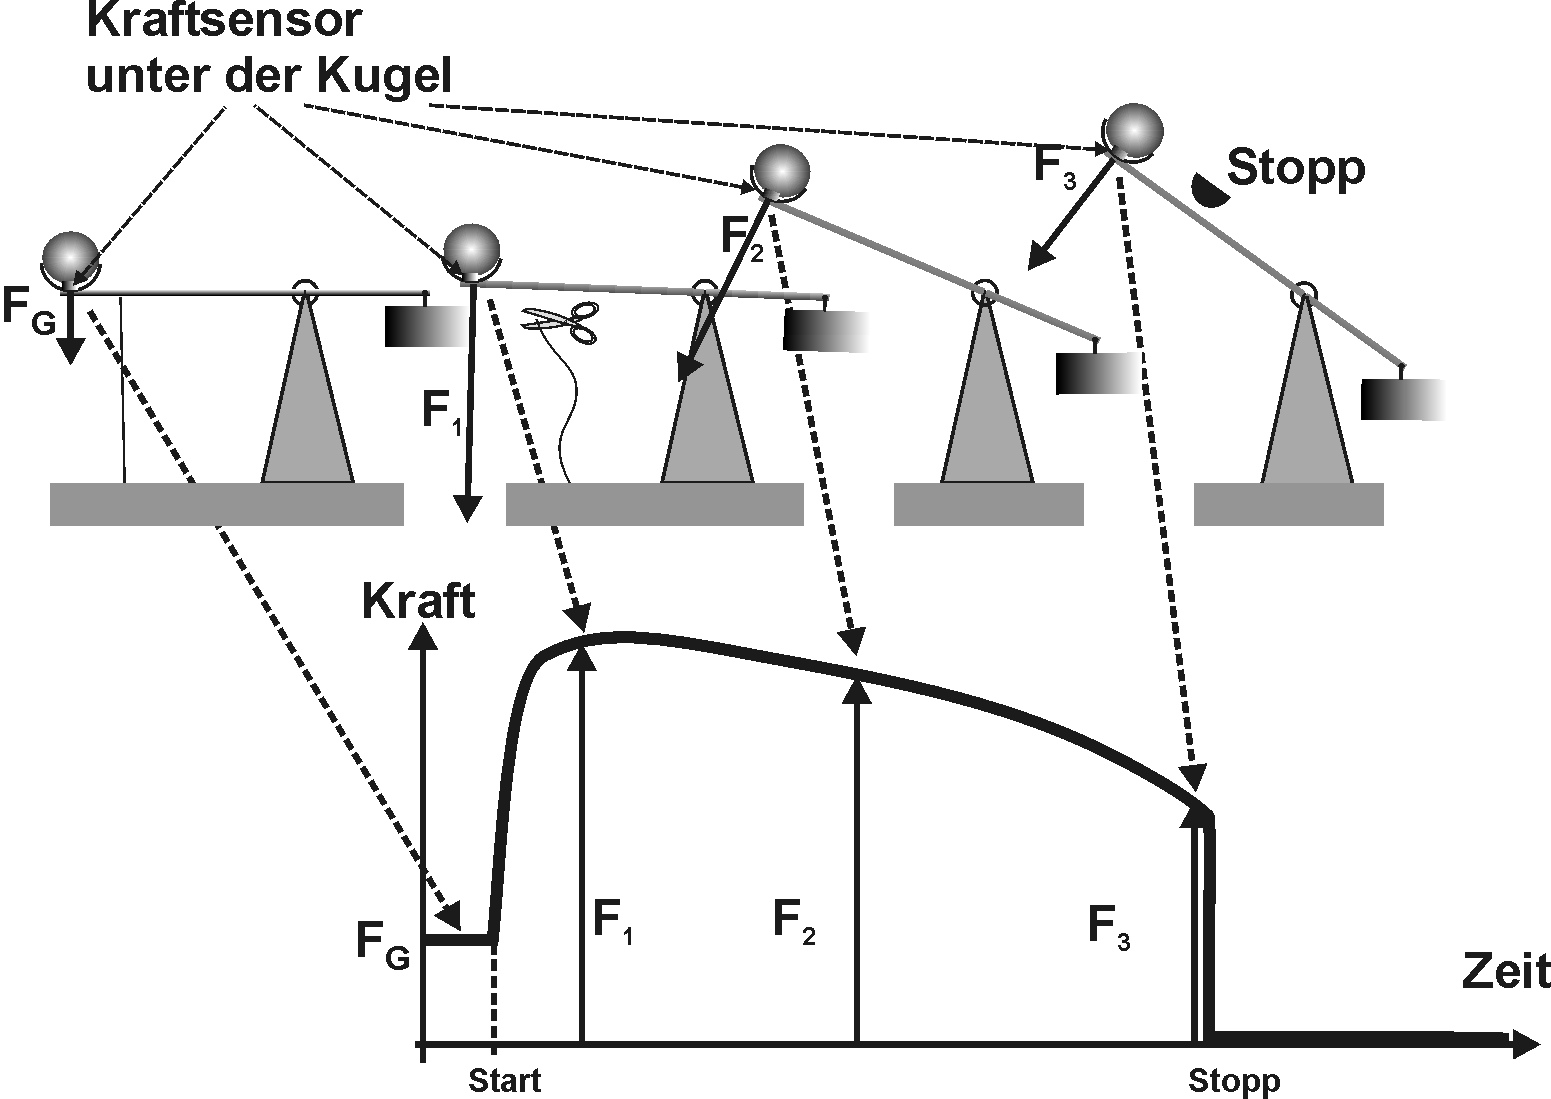 Kraftsensor
unter der Kugel
F3
Stopp
F2
FG
F1
Kraft
F1
F2
F3
FG
Zeit
Start
Stopp